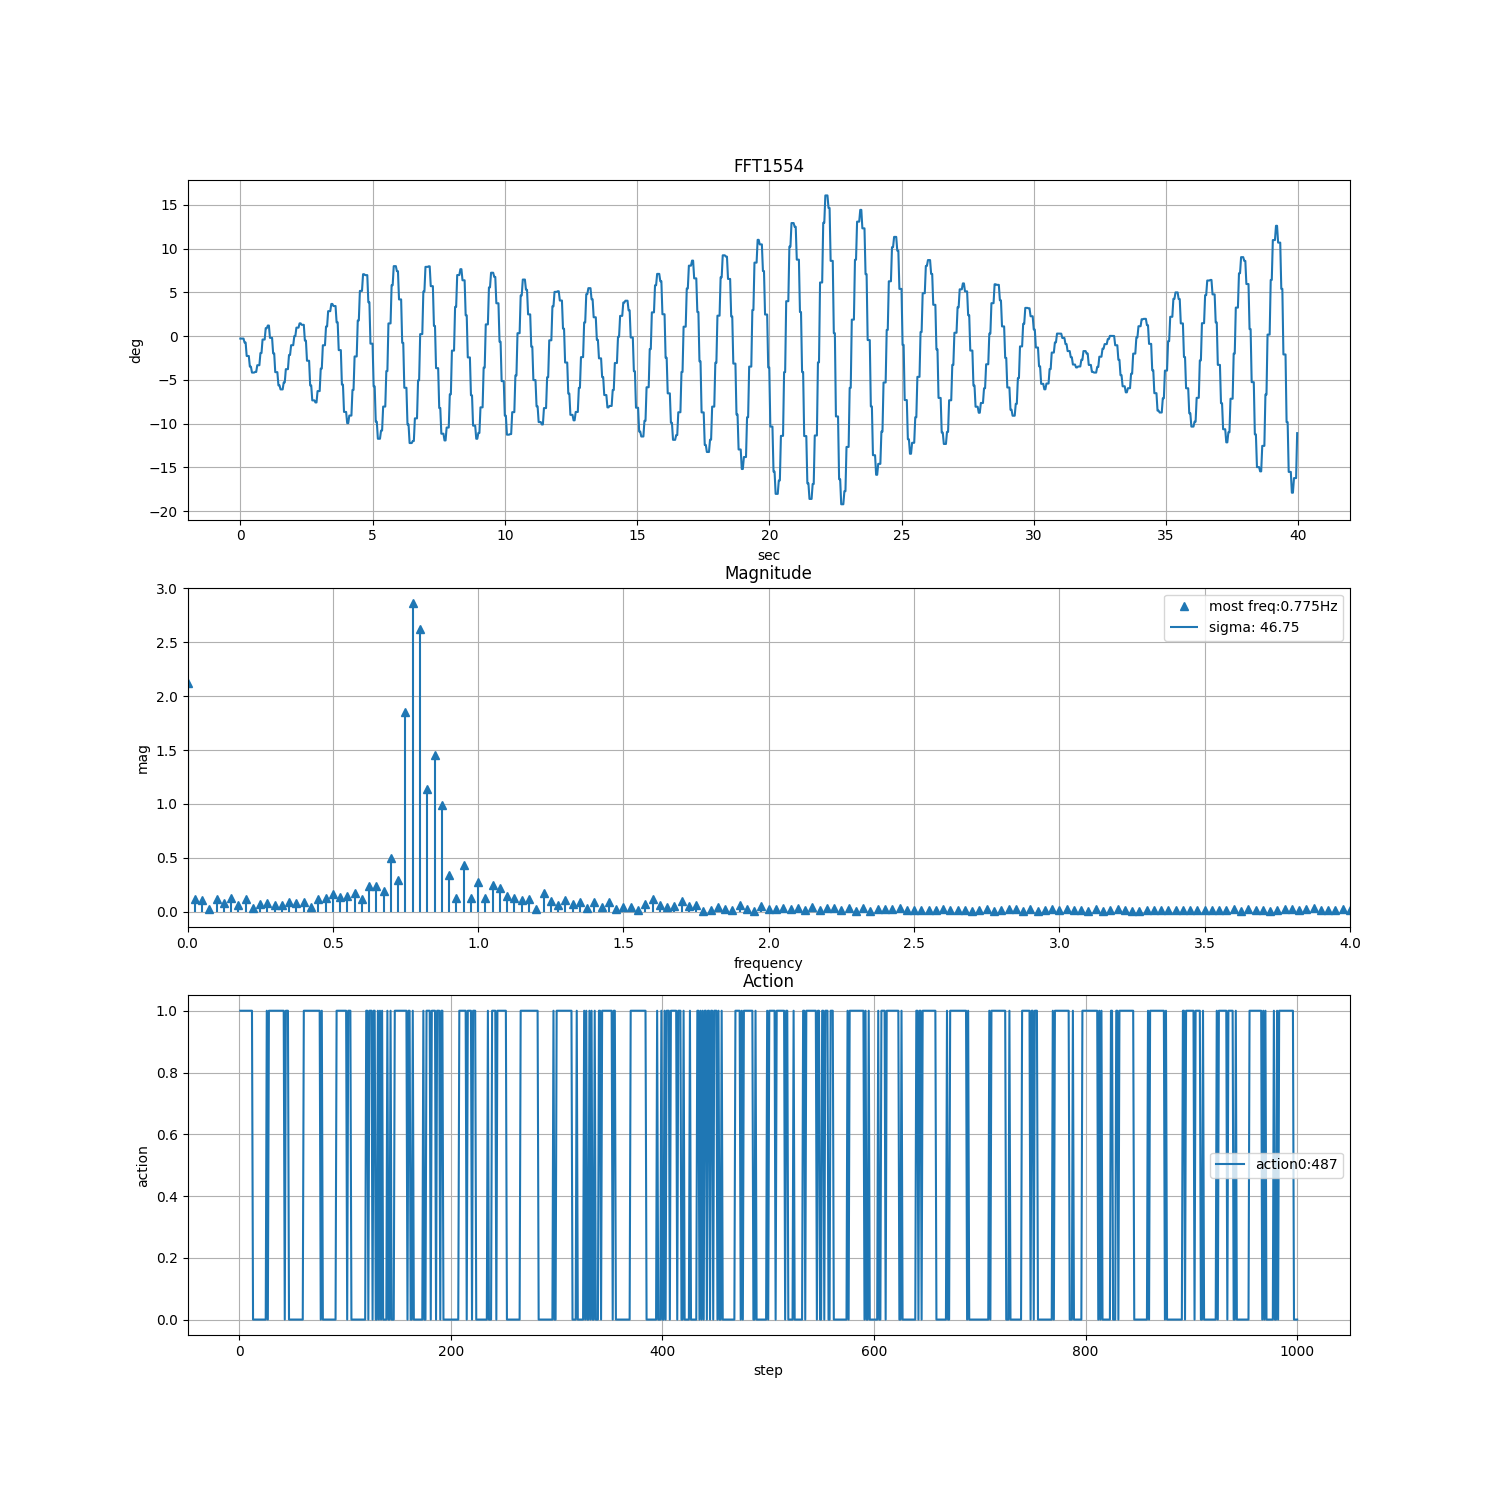 FFT1554
15
10
5
0
−5
−10
−15
−20
deg
0 5 10 15 20 25 30 35 40
sec
Magnitude
3.0
2.5
2.0
1.5
1.0
0.5
0.0
mag
most freq:0.775Hz
sigma: 46.75
0.0 0.5 1.0 1.5 2.0 2.5 3.0 3.5 4.0
frequency
Action
1.0
0.8
0.6
0.4
0.2
0.0
action
action0:487
0 200 400 600 800 1000
step